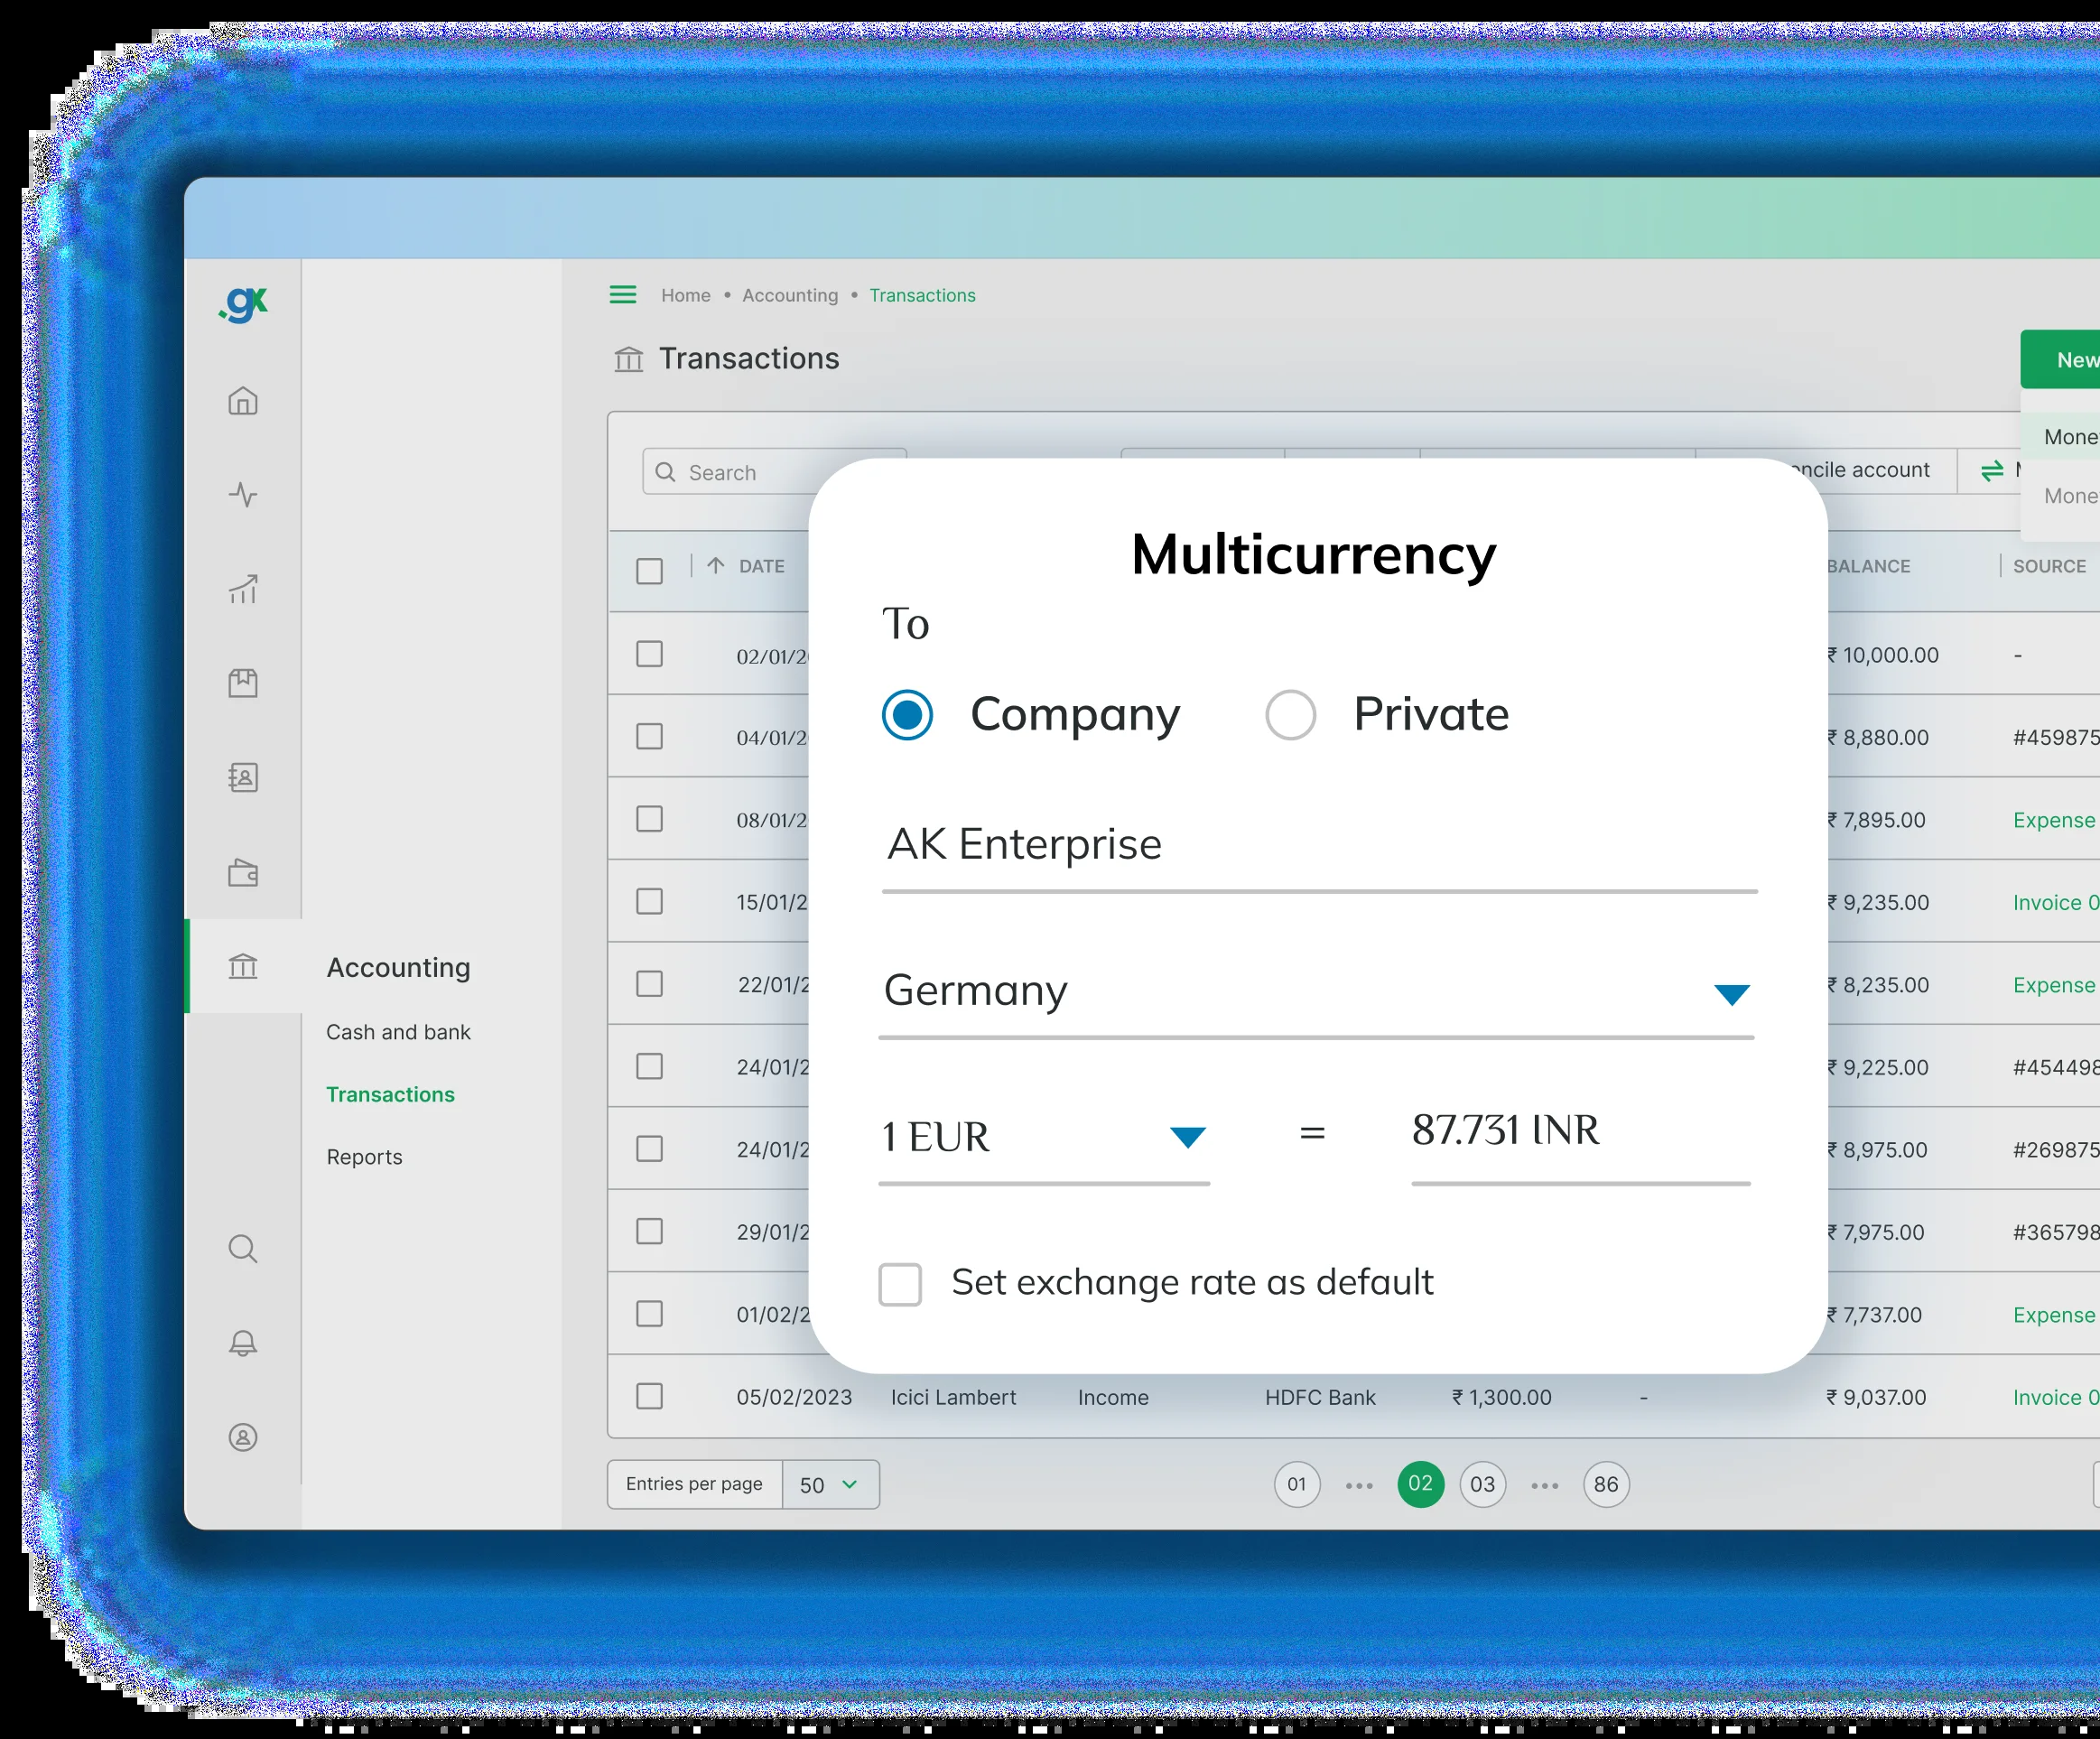 .gx
Home • Accounting • Transactions
Transactions
New
Search
account
DATE
BALANCE
SOURCE
02/01/2
₹ 10,000.00
-
04/01/2
₹ 8,880.00
#459875
08/01/2
₹ 7,895.00
Expense
15/01/2
₹ 9,235.00
Invoice 0
22/01/2
₹ 8,235.00
Expense
24/01/2
₹ 9,225.00
#454498
24/01/2
₹ 8,975.00
#269875
29/01/2
₹ 7,975.00
#365798
01/02/2
₹ 7,737.00
Expense
05/02/2023 Icici Lambert Income HDFC Bank ₹ 1,300.00 - ₹ 9,037.00 Invoice 0
Entries per page 50
01 ••• 02 03 ••• 86
Accounting
Cash and bank
Transactions
Reports
Multicurrency
To
Company Private
AK Enterprise
Germany
1 EUR = 87.731 INR
Set exchange rate as default